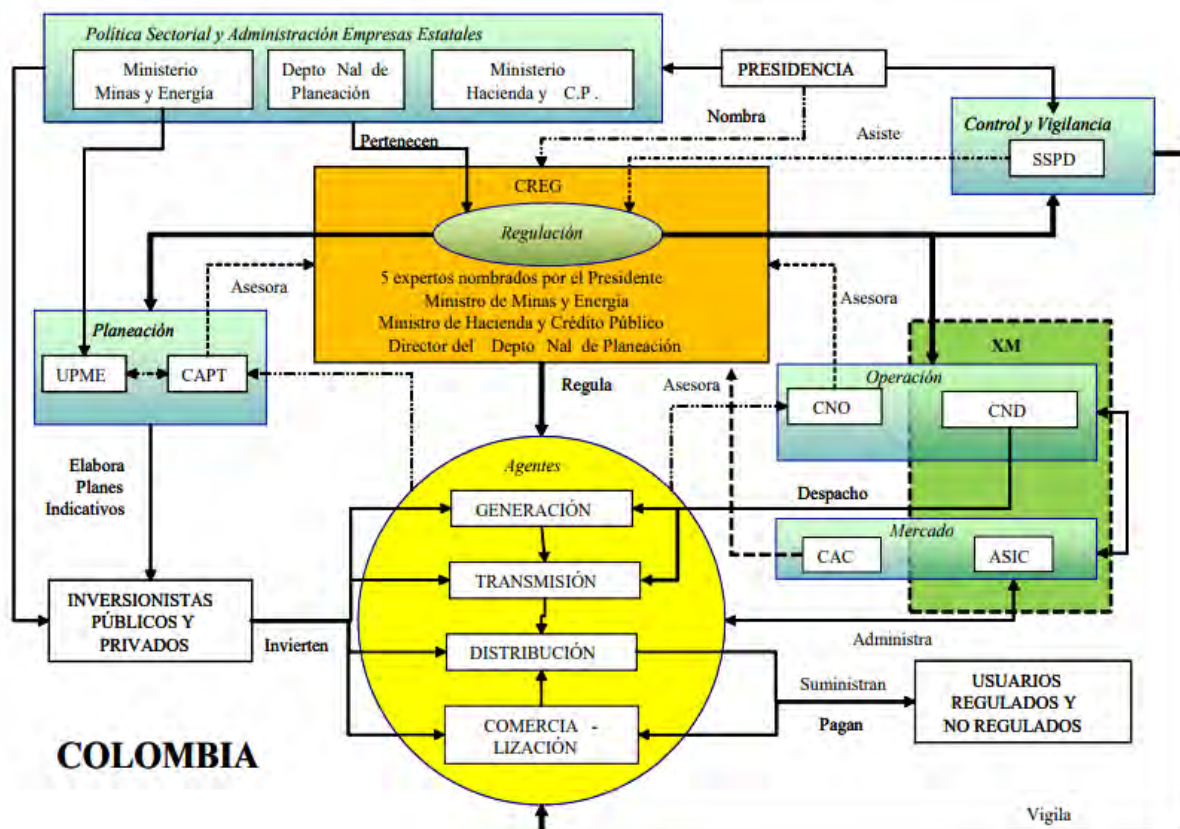 Política Sectorial y Administración Empresas Estatales
Ministerio
Minas y Energía
Depto Nal de
Planeación
Ministerio
Hacienda y C.P.
PRESIDENCIA
Nombra
Asiste
Control y Vigilancia
SSPD
Pertenecen
CREG
Regulación
5 expertos nombrados por el Presidente
Ministro de Minas y Energía
Ministro de Hacienda y Crédito Público
Director del Depto Nal de Planeación
Asesora
Asesora
Planeación
UPME
CAPT
Regula
Asesora
XM
Operación
CNO
CND
Elabora
Planes
Indicativos
Agentes
GENERACIÓN
Despacho
Mercado
CAC
ASIC
TRANSMISIÓN
INVERSIONISTAS
PÚBLICOS Y
PRIVADOS
Invierten
DISTRIBUCIÓN
Administra
Suministran
Pagan
USUARIOS
REGULADOS Y
NO REGULADOS
COMERCIA -
LIZACIÓN
COLOMBIA
Vigila